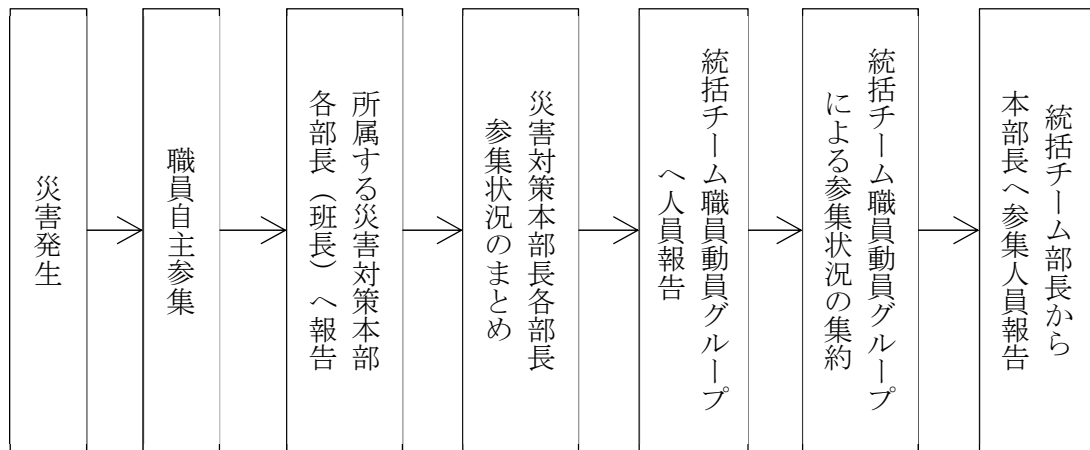 災害発生
職員自主参集
所属する災害対策本部
各部長（班長）へ報告
災害対策本部長各部長
参集状況のまとめ
統括チーム職員動員グループ
へ人員報告
統括チーム職員動員グループ
による参集状況の集約
統括チーム部長から
本部長へ参集人員報告